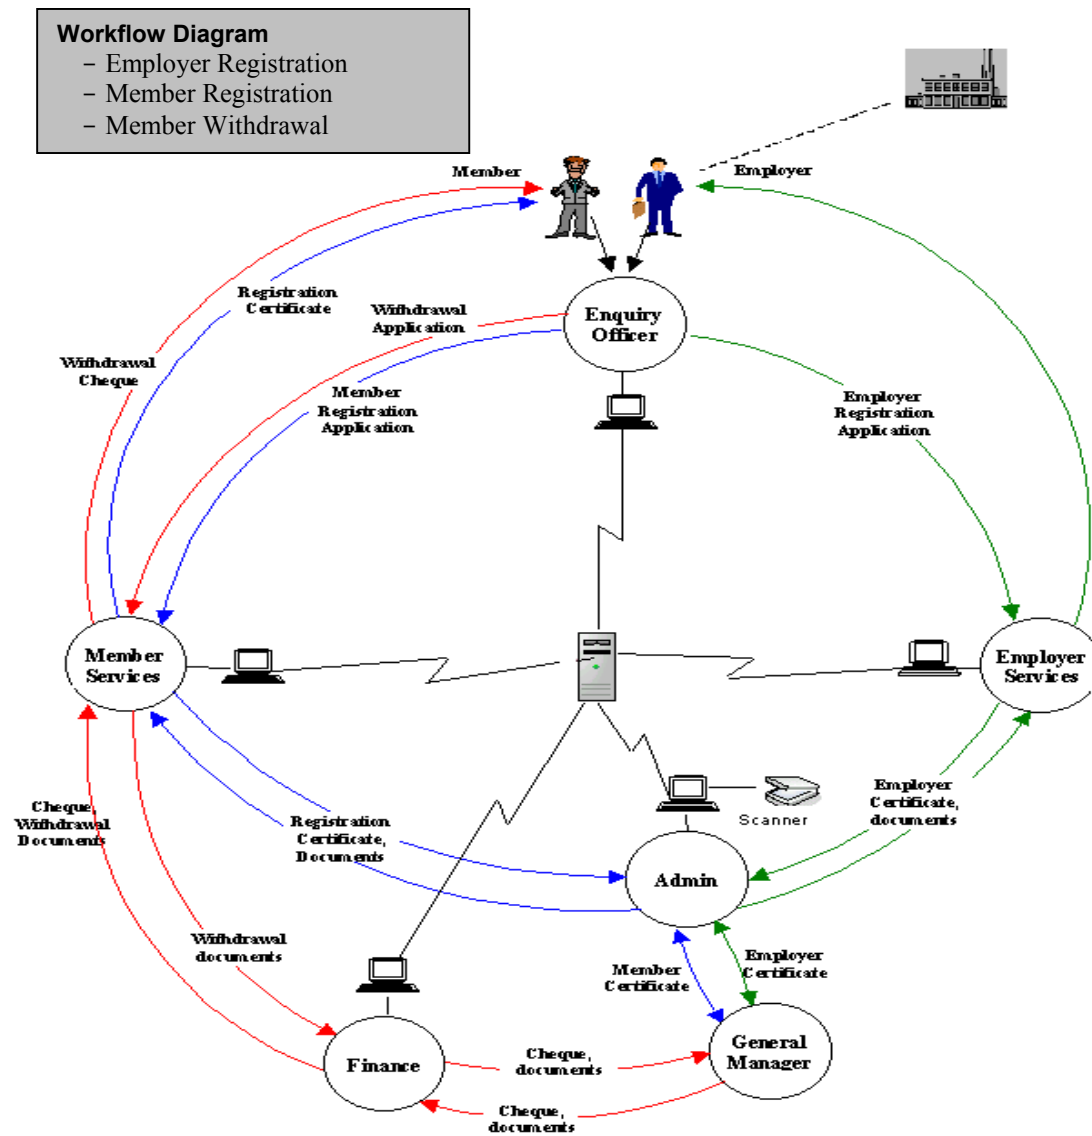 Workflow Diagram
– Employer Registration
– Member Registration
– Member Withdrawal
Member
Employer
Registration
Certificate
Withdrawal
Application
Enquiry
Officer
Withdrawal
Cheque
Member
Registration
Application
Employer
Registration
Application
Member
Services
Employer
Services
Cheque,
Withdrawal
Documents
Registration
Certificate,
Documents
Scanner
Employer
Certificate,
documents
Admin
Withdrawal
documents
Member
Certificate
Employer
Certificate
Finance
Cheque,
documents
General
Manager
Cheque,
documents